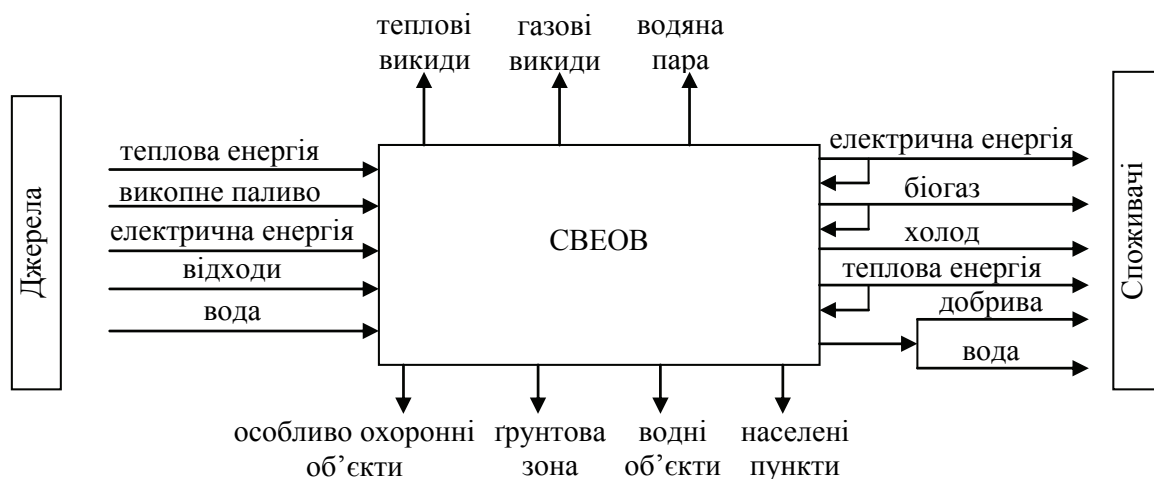 теплові
викиди
газові
викиди
водяна
пара
Джерела
теплова енергія
викопне паливо
електрична енергія
відходи
вода
СВЕОВ
електрична енергія
біогаз
холод
теплова енергія
добрива
вода
Споживачі
особливо охоронні
об’єкти
ґрунтова
зона
водні
об’єкти
населені
пункти